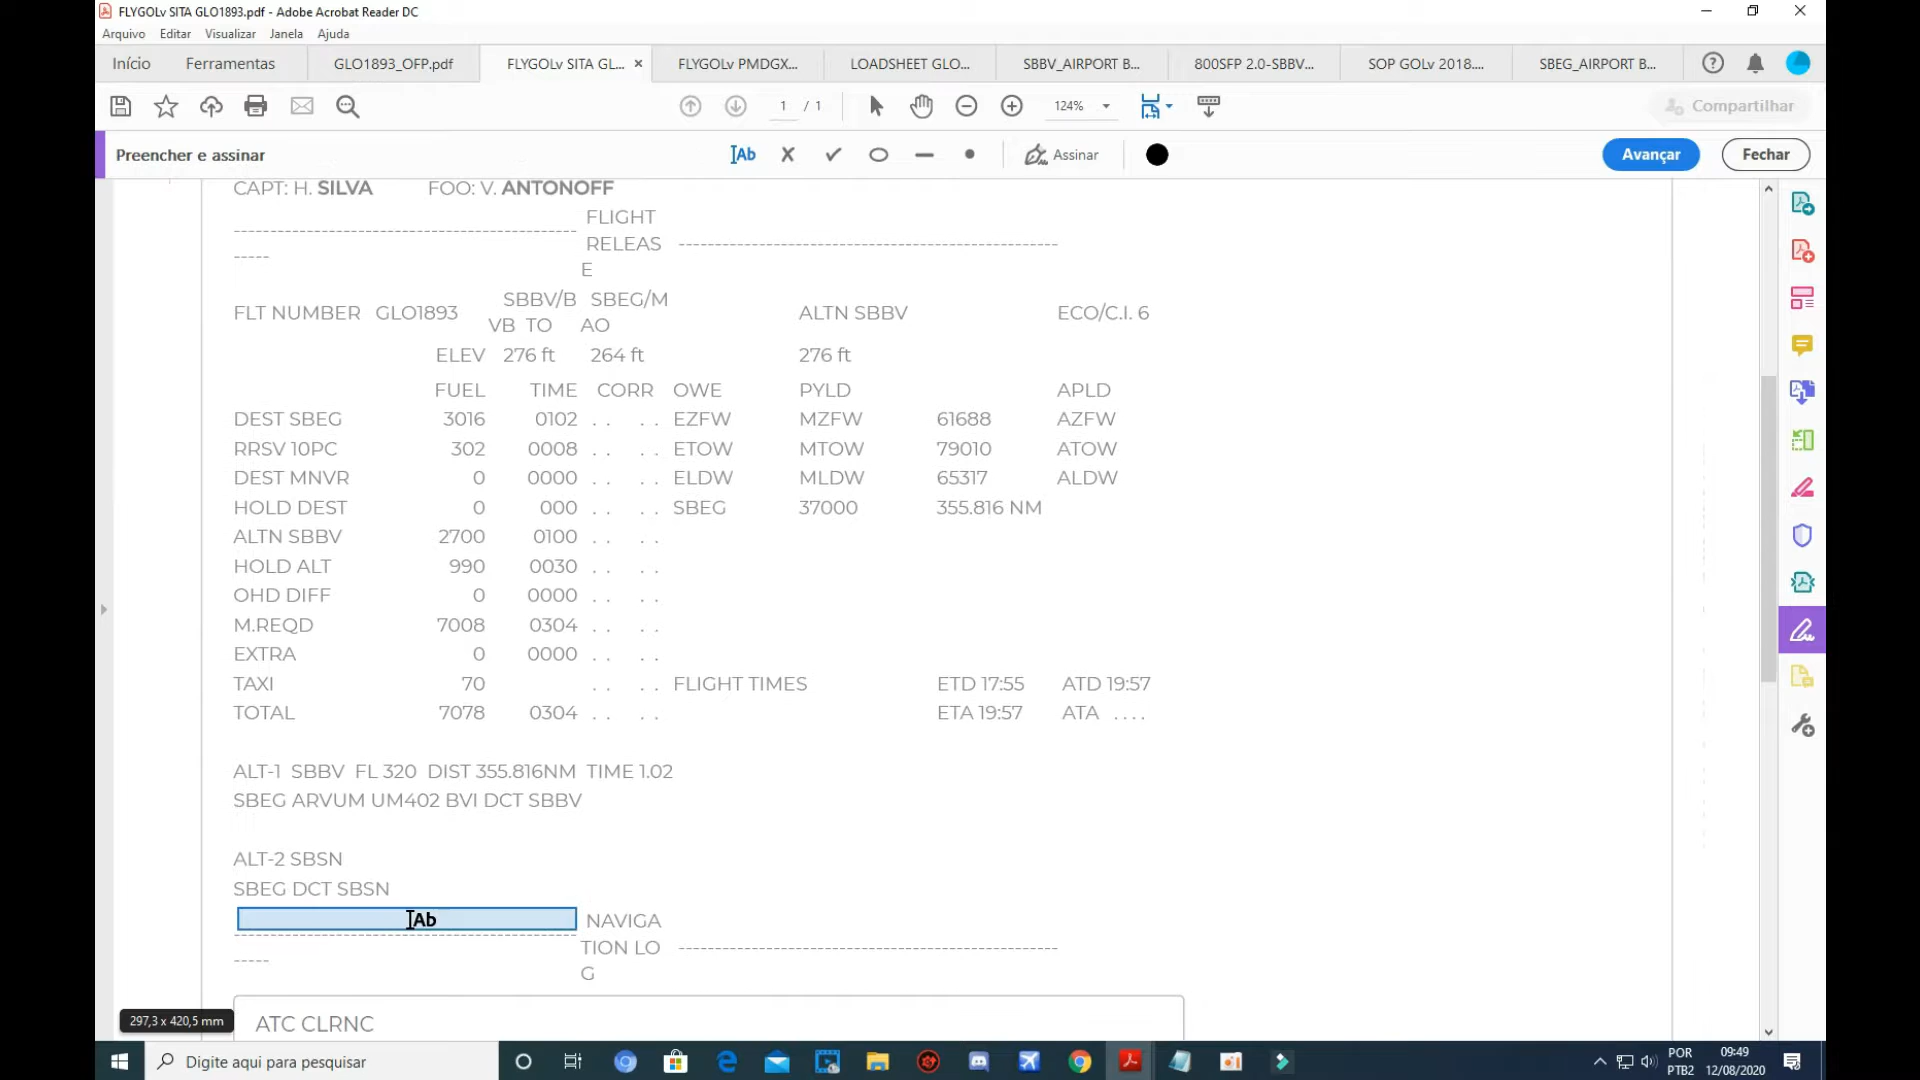 FLYGOLv SITA GLO1893.pdf - Adobe Acrobat Reader DC
Arquivo Editar Visualizar Janela Ajuda
Início Ferramentas GLO1893_OFP.pdf FLYGOLv SITA GL... × FLYGOLv PMDGX... LOADSHEET GLO... SBBV_AIRPORT B... 800SFP 2.0-SBBV... SOP GOLv 2018.... SBEG_AIRPORT B...
1 / 1 124% Compartilhar
Preencher e assinar Ab Assinar Avançar Fechar
CAPT: H. SILVA FOO: V. ANTONOFF
----------------------------------------------- FLIGHT RELEAS E ----------------------------------------------------
-----
FLT NUMBER GLO1893 SBBV/B VB TO SBEG/M AO ALTN SBBV ECO/C.I. 6
ELEV 276 ft 264 ft 276 ft
FUEL TIME CORR OWE PYLD APLD
DEST SBEG 3016 0102 . . . . EZFW MZFW 61688 AZFW
RRSV 10PC 302 0008 . . . . ETOW MTOW 79010 ATOW
DEST MNVR 0 0000 . . . . ELDW MLDW 65317 ALDW
HOLD DEST 0 000 . . . . SBEG 37000 355.816 NM
ALTN SBBV 2700 0100 . . . .
HOLD ALT 990 0030 . . . .
OHD DIFF 0 0000 . . . .
M.REQD 7008 0304 . . . .
EXTRA 0 0000 . . . .
TAXI 70 . . . . FLIGHT TIMES ETD 17:55 ATD 19:57
TOTAL 7078 0304 . . . . ETA 19:57 ATA . . . .
ALT-1 SBBV FL 320 DIST 355.816NM TIME 1.02
SBEG ARVUM UM402 BVI DCT SBBV
ALT-2 SBSN
SBEG DCT SBSN
Ab
----------------------------------------------- NAVIGA TION LO G ----------------------------------------------------
-----
ATC CLRNC
297,3 x 420,5 mm
Digite aqui para pesquisar
POR
PTB2
09:49
12/08/2020